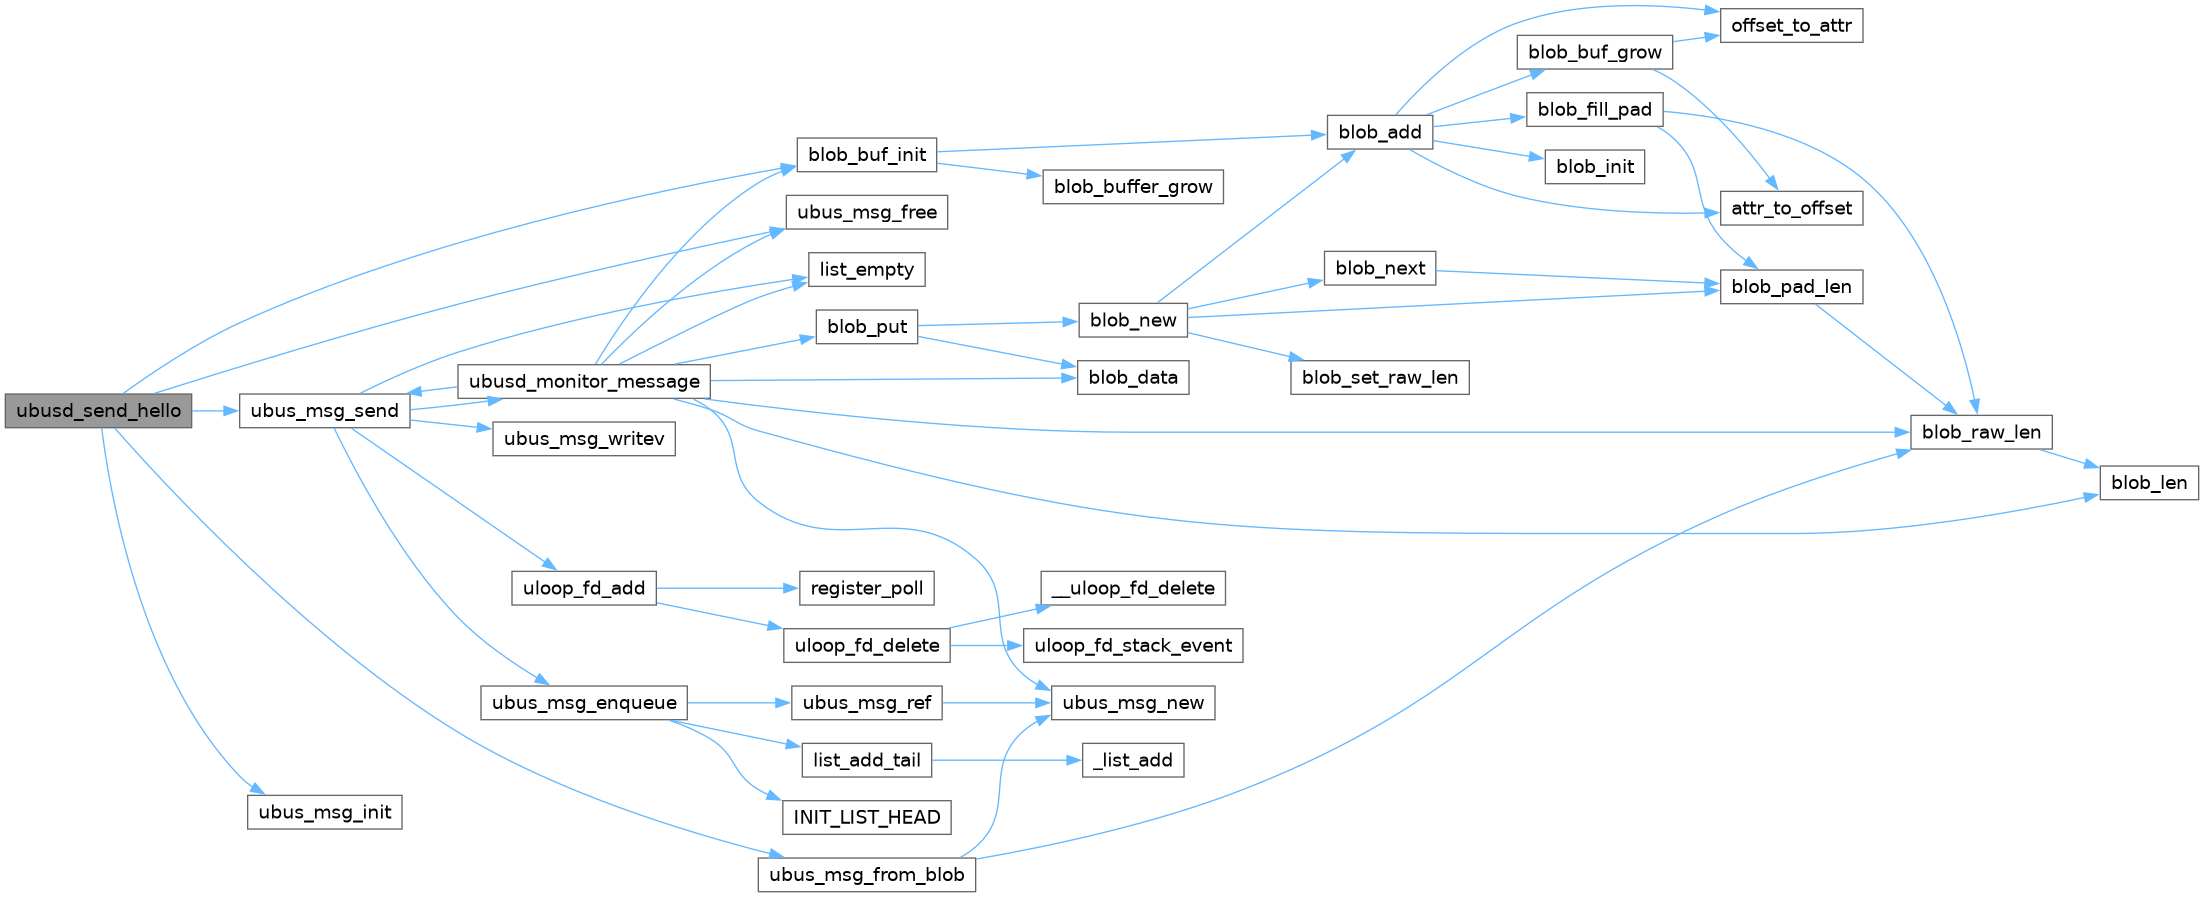 offset_to_attr
blob_buf_grow
blob_fill_pad
blob_add
blob_buf_init
blob_init
blob_buffer_grow
ubus_msg_free
attr_to_offset
list_empty
blob_next
blob_pad_len
blob_put
blob_new
ubusd_monitor_message
blob_data
blob_set_raw_len
ubusd_send_hello
ubus_msg_send
ubus_msg_writev
blob_raw_len
blob_len
uloop_fd_add
register_poll
__uloop_fd_delete
uloop_fd_delete
uloop_fd_stack_event
ubus_msg_enqueue
ubus_msg_ref
ubus_msg_new
list_add_tail
_list_add
ubus_msg_init
INIT_LIST_HEAD
ubus_msg_from_blob